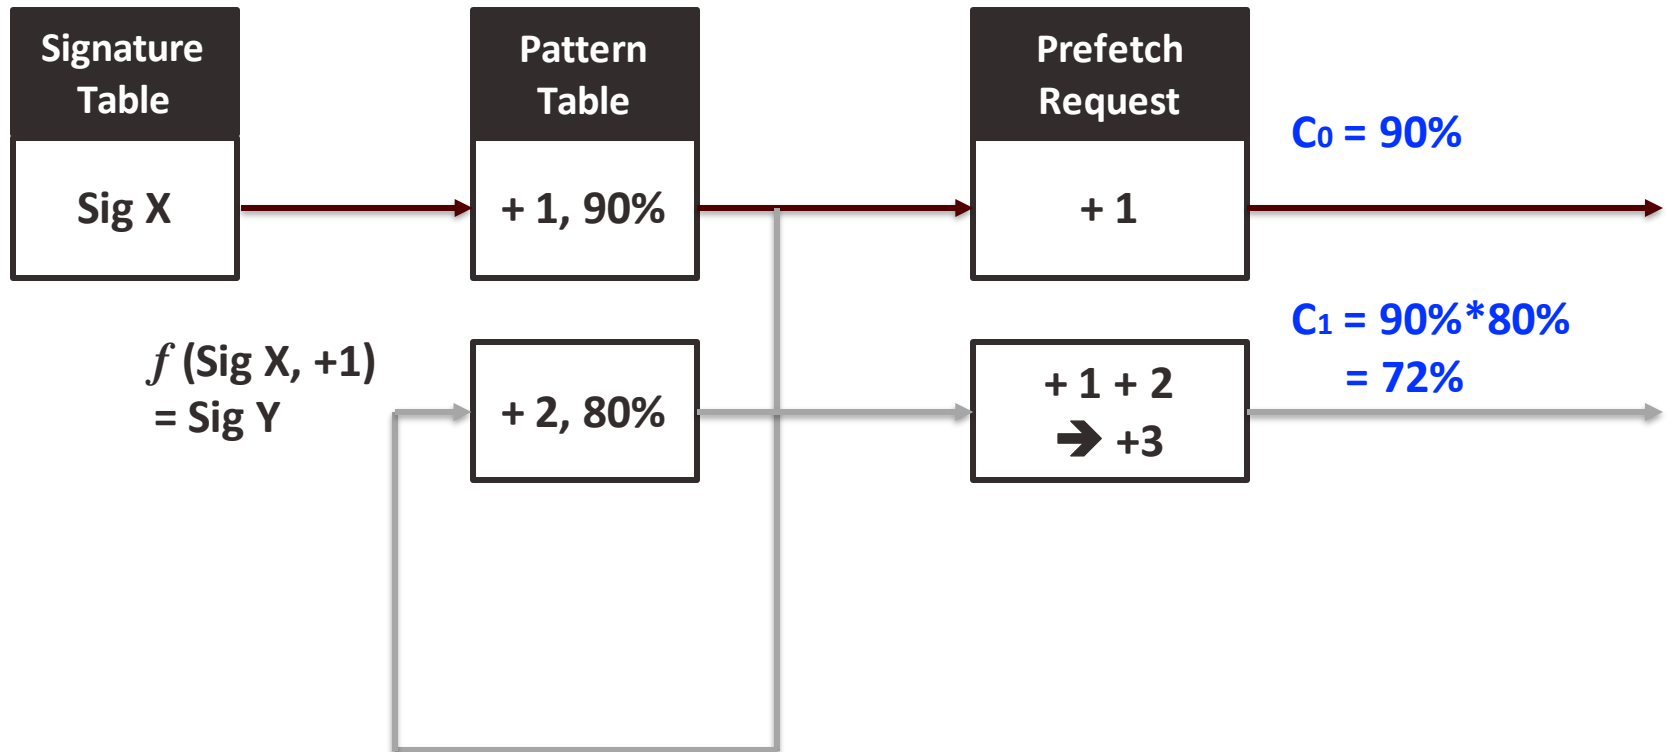 Signature
Table
Pattern
Table
Prefetch
Request
C0 = 90%
Sig X
+ 1, 90%
+ 1
C1 = 90%*80%
= 72%
f (Sig X, +1)
= Sig Y
+ 2, 80%
+ 1 + 2
➔ +3